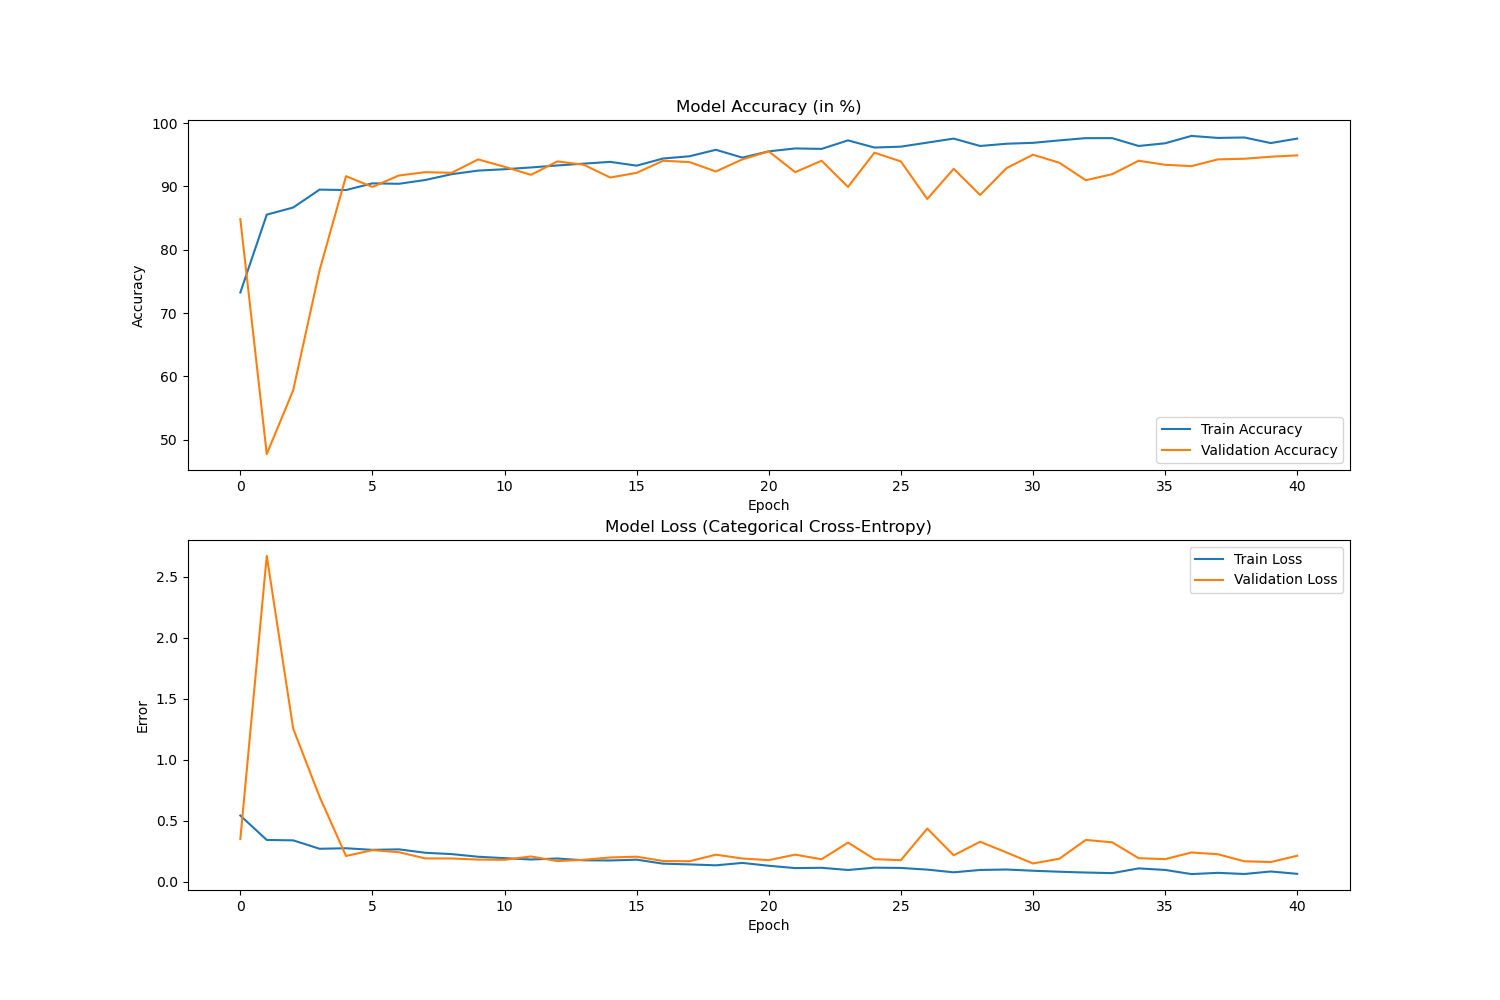 Model Accuracy (in %)
100
90
80
70
60
50
Accuracy
Train Accuracy
Validation Accuracy
0 5 10 15 20 25 30 35 40
Epoch
Model Loss (Categorical Cross-Entropy)
2.5
2.0
1.5
1.0
0.5
0.0
Error
Train Loss
Validation Loss
0 5 10 15 20 25 30 35 40
Epoch